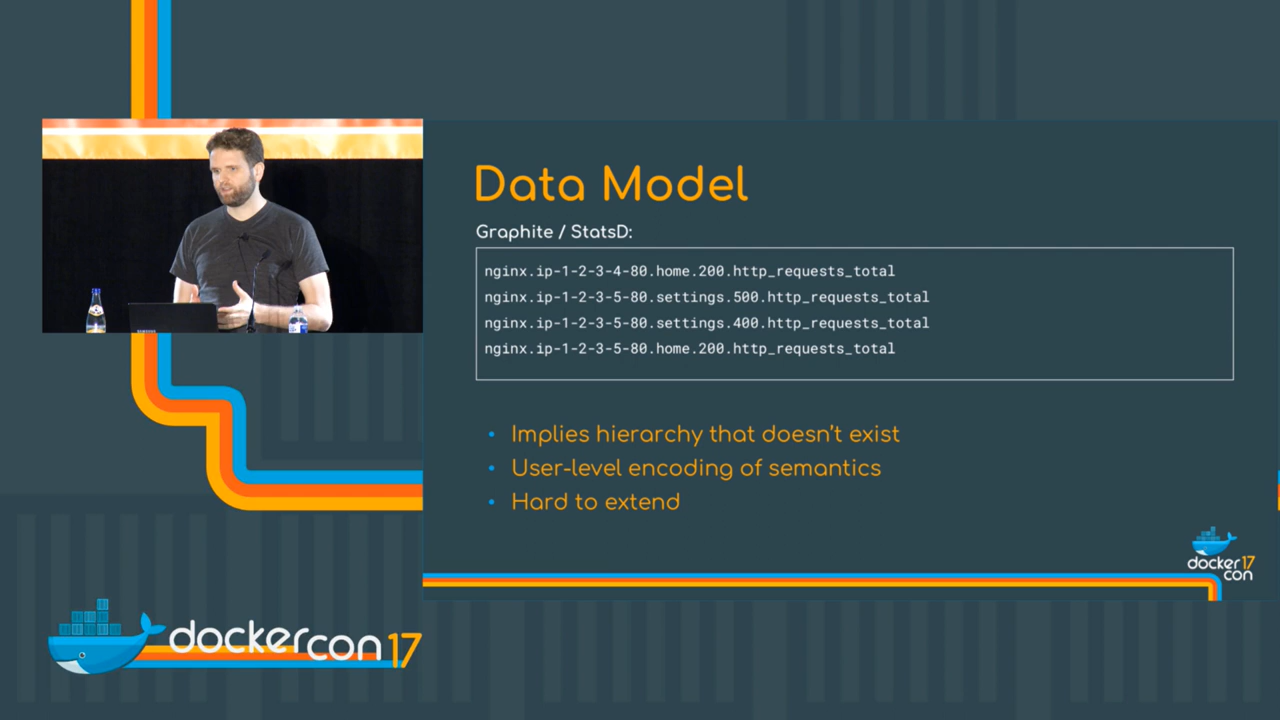 Data Model
Graphite / StatsD:
nginx.ip-1-2-3-4-80.home.200.http_requests_total
nginx.ip-1-2-3-5-80.settings.500.http_requests_total
nginx.ip-1-2-3-5-80.settings.400.http_requests_total
nginx.ip-1-2-3-5-80.home.200.http_requests_total
• Implies hierarchy that doesn't exist
• User-level encoding of semantics
• Hard to extend
docker 17
con
dockercon 17